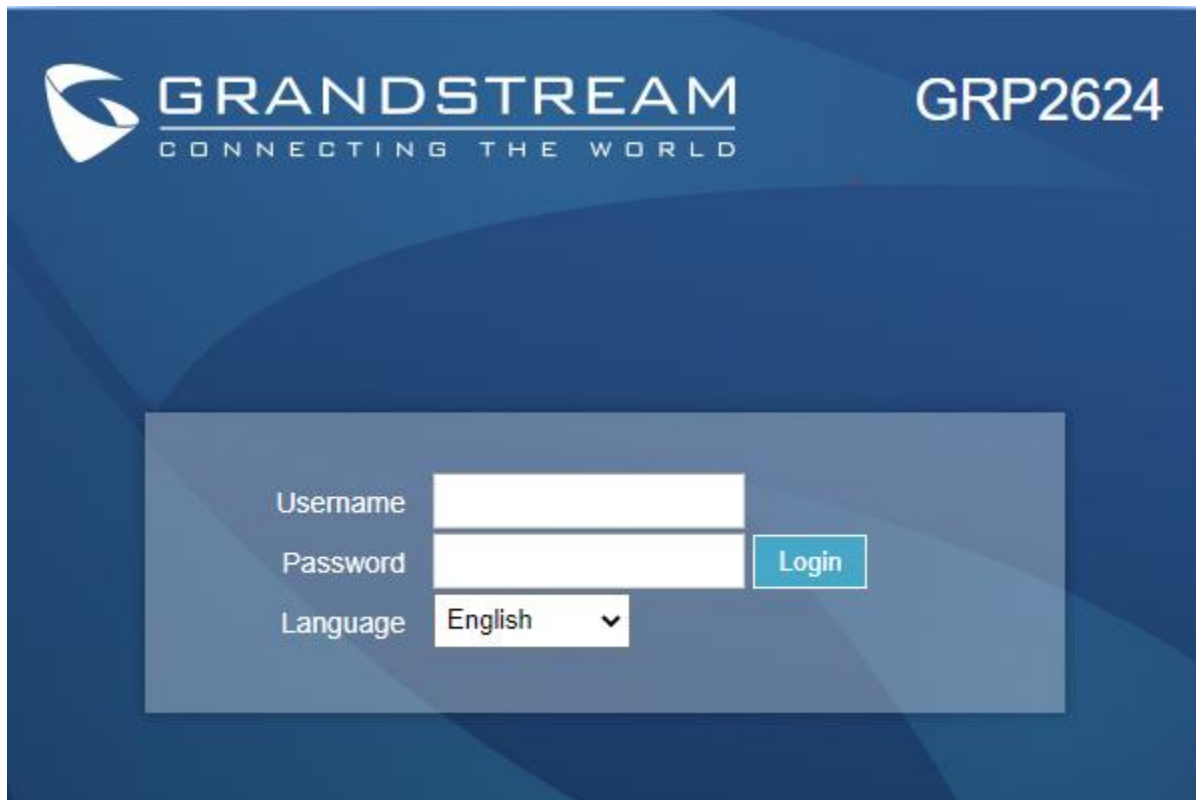 GRANDSTREAM
CONNECTING THE WORLD
GRP2624
Username
Password
Login
Language
English